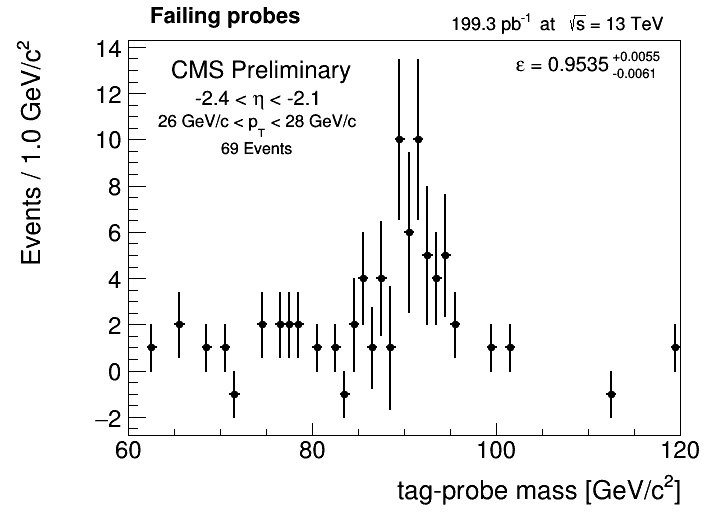 Failing probes
199.3 pb⁻¹ at √s = 13 TeV
Events / 1.0 GeV/c²
CMS Preliminary
-2.4 < η < -2.1
26 GeV/c < p_T < 28 GeV/c
69 Events
ε = 0.9535 +0.0055 -0.0061
14
12
10
8
6
4
2
0
−2
60 80 100 120
tag-probe mass [GeV/c²]